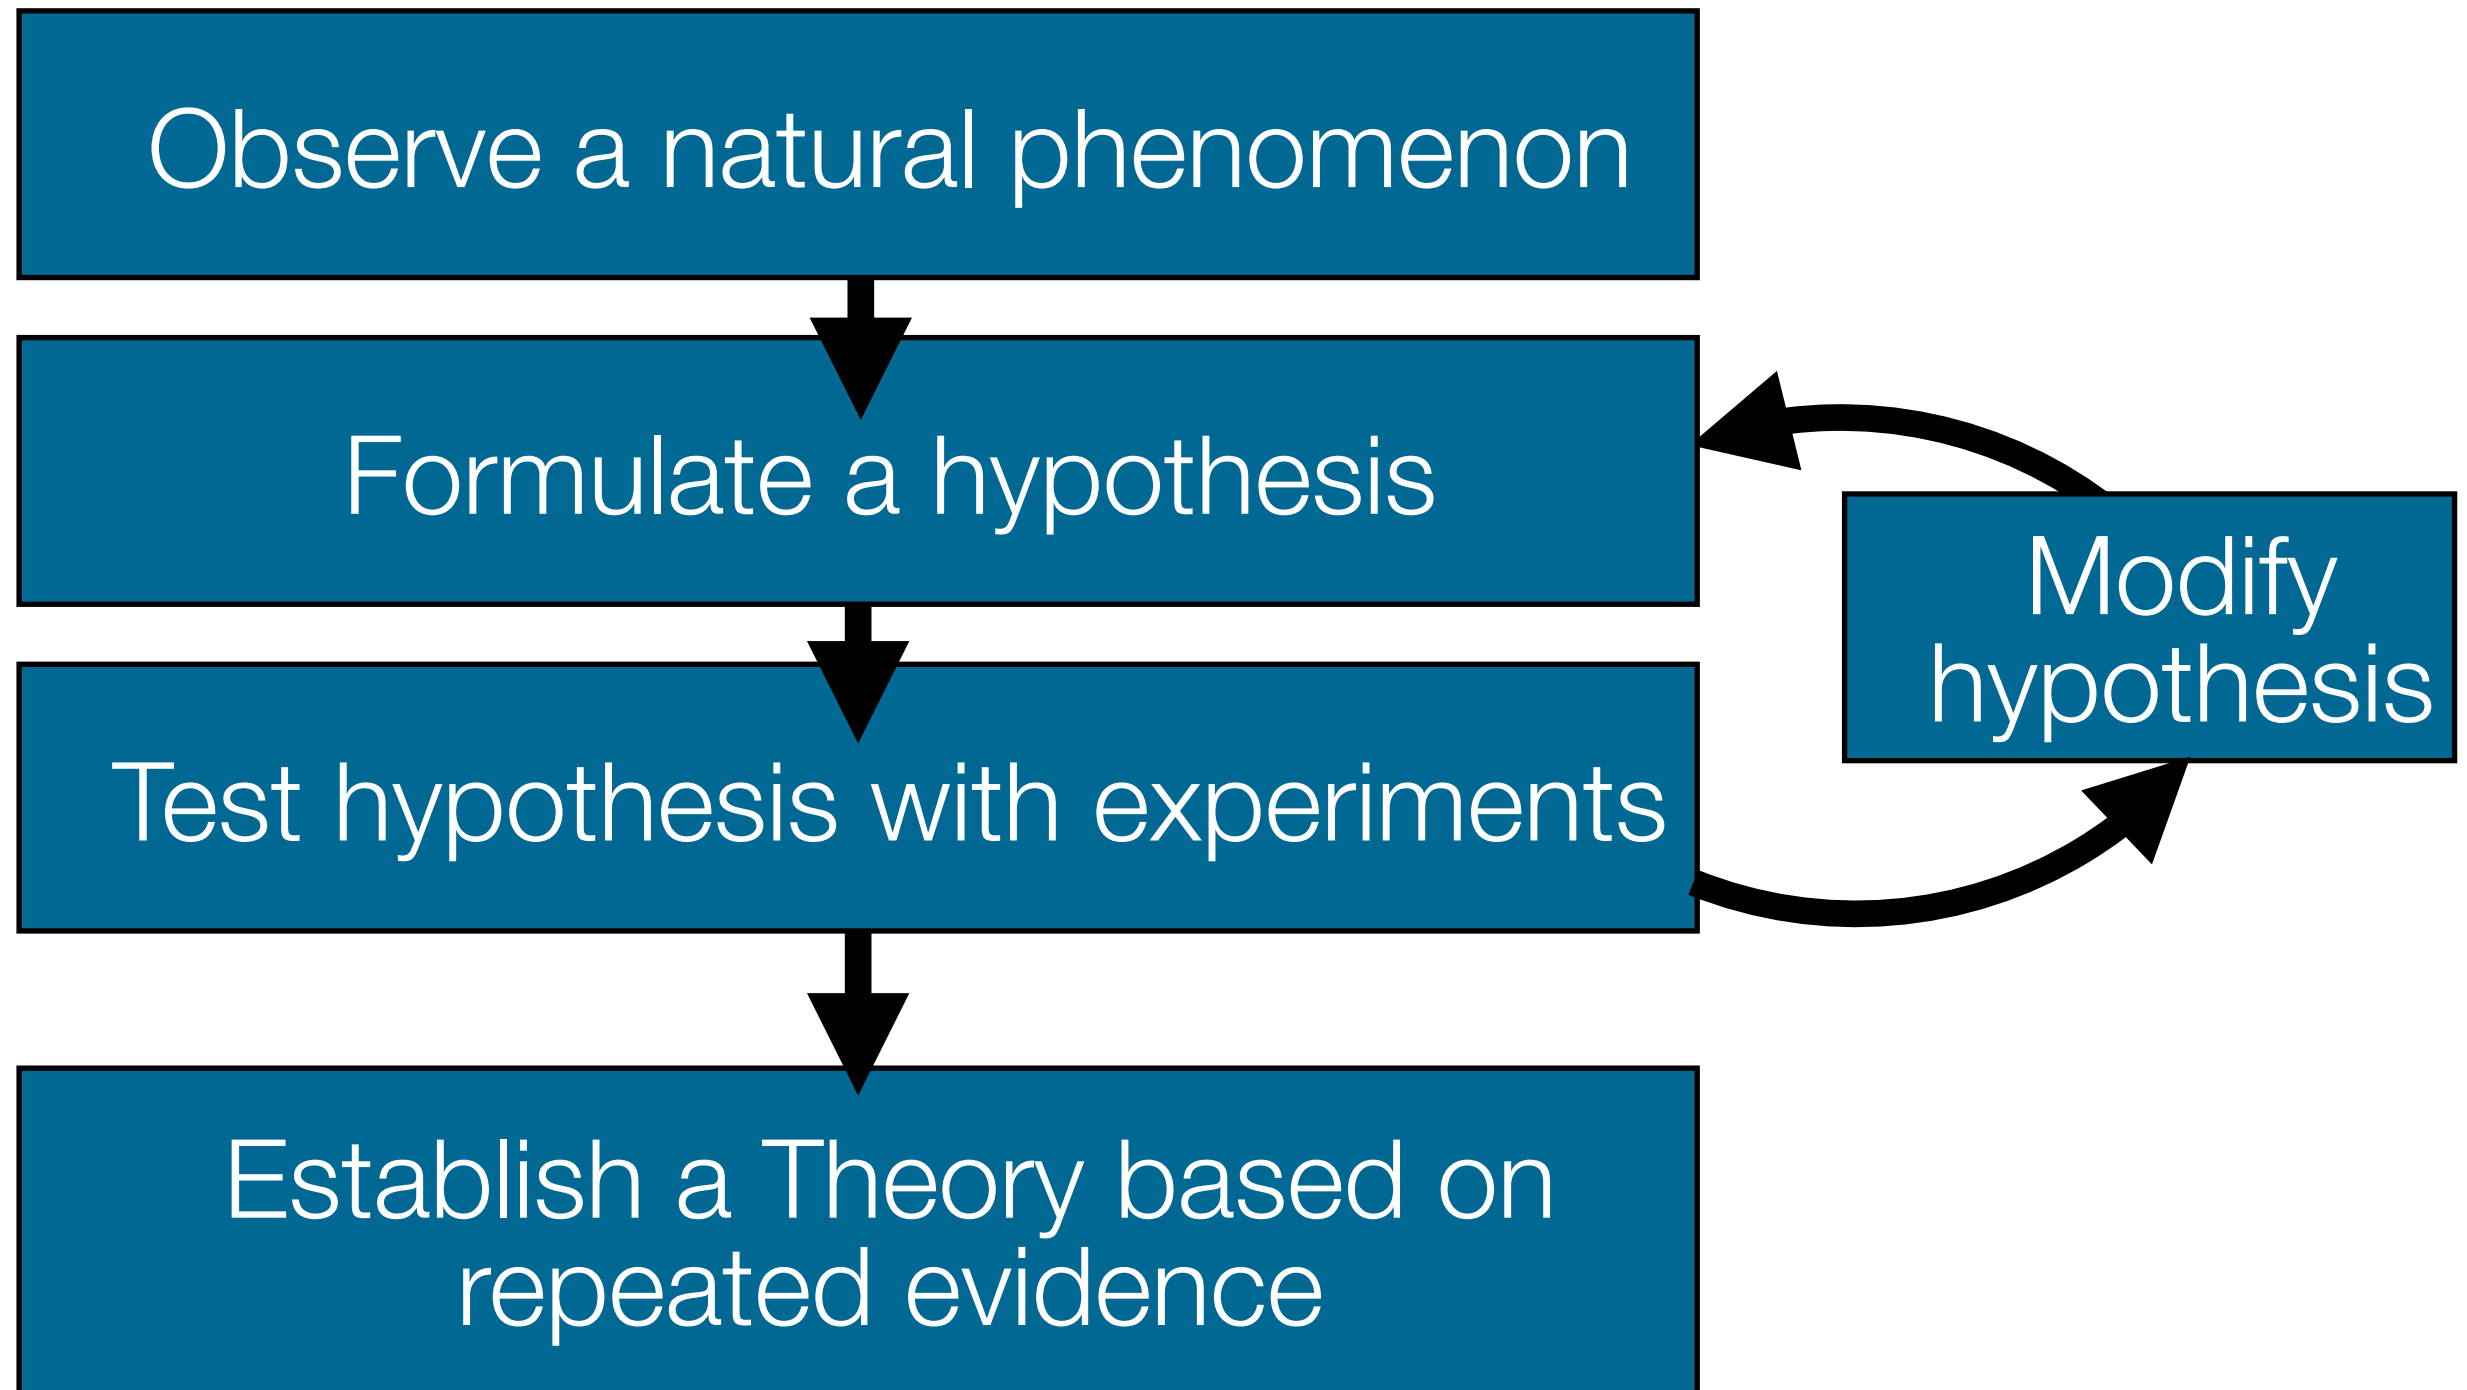 Observe a natural phenomenon
Formulate a hypothesis
Modify
hypothesis
Test hypothesis with experiments
Establish a Theory based on
repeated evidence